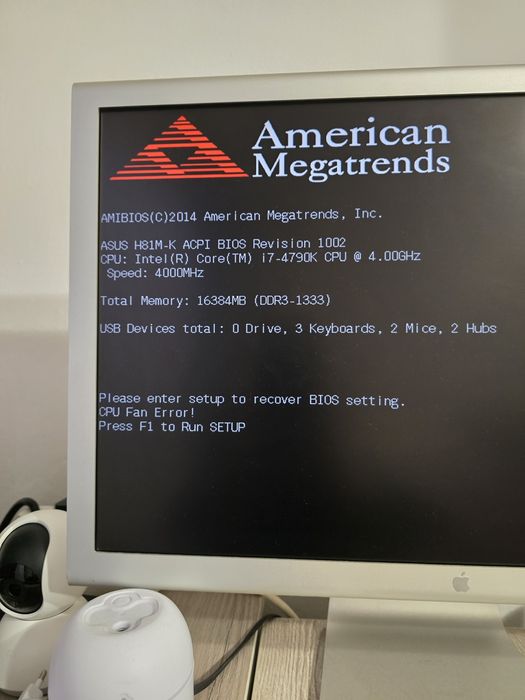 American
Megatrends
AMIBIOS(C)2014 American Megatrends, Inc.
ASUS H81M-K ACPI BIOS Revision 1002
CPU: Intel(R) Core(TM) i7-4790K CPU @ 4.00GHz
Speed: 4000MHz
Total Memory: 16384MB (DDR3-1333)
USB Devices total: 0 Drive, 3 Keyboards, 2 Mice, 2 Hubs
Please enter setup to recover BIOS setting.
CPU Fan Error!
Press F1 to Run SETUP